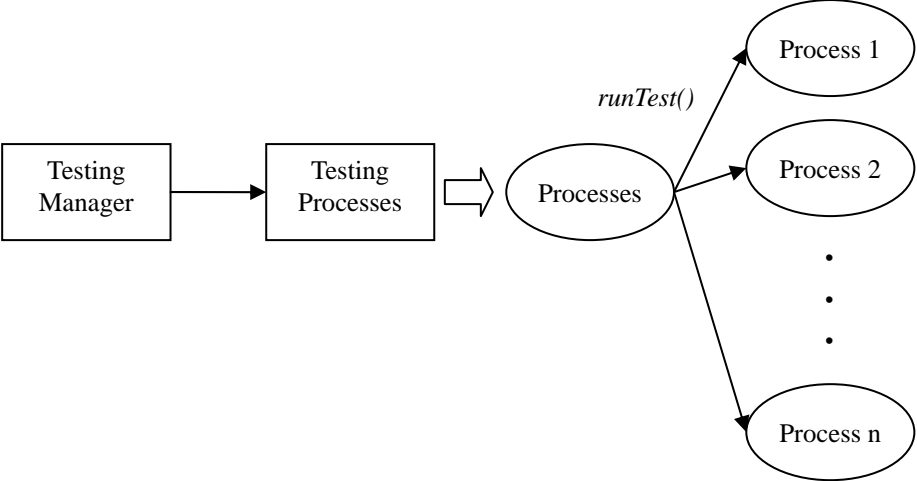 Testing
Manager
Testing
Processes
Processes
runTest()
Process 1
Process 2
Process n